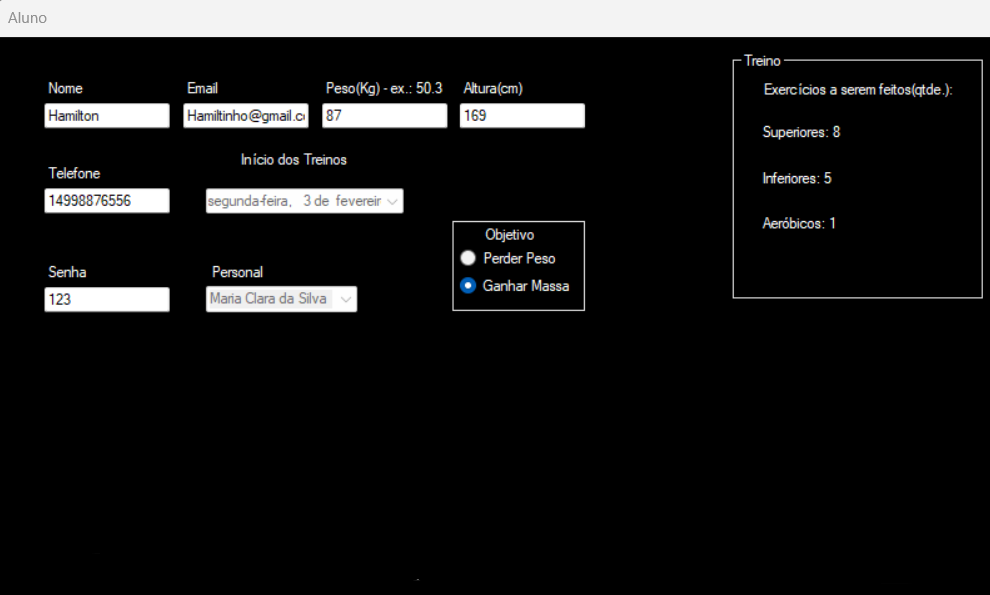 Aluno
Treino
Nome
Email
Peso(Kg) - ex.: 50.3
Altura(cm)
Exercícios a serem feitos(qtde.):
Hamilton
Hamiltinho@gmail.c
87
169
Superiores: 8
Início dos Treinos
Telefone
Inferiores: 5
14998876556
segunda-feira, 3 de fevereir
Aeróbicos: 1
Objetivo
Perder Peso
Senha
Personal
Ganhar Massa
123
Maria Clara da Silva